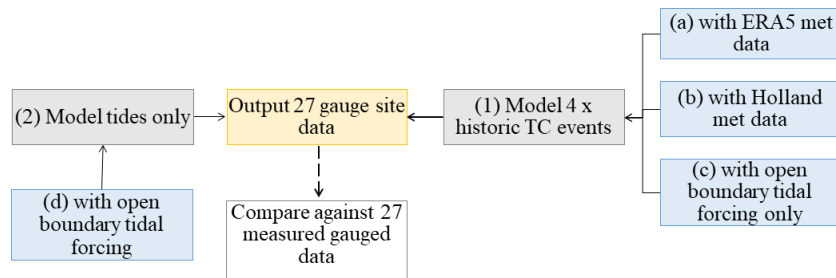 (a) with ERA5 met
data
(2) Model tides only
Output 27 gauge site
data
(1) Model 4 x
historic TC events
(b) with Holland
met data
(d) with open
boundary tidal
forcing
Compare against 27
measured gauged
data
(c) with open
boundary tidal
forcing only